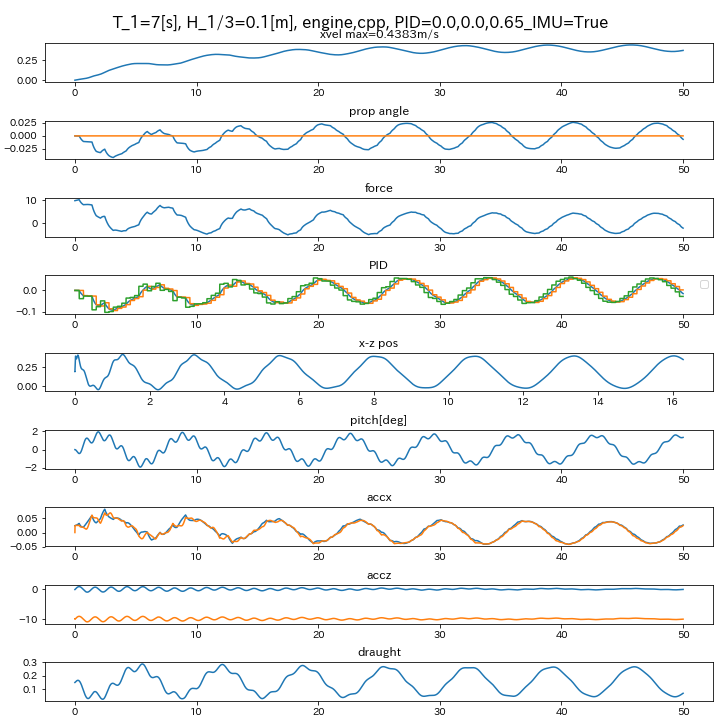 T_1=7[s], H_1/3=0.1[m], engine,cpp, PID=0.0,0.0,0.65_IMU=True
xvel max=0.4383m/s
0.25
0.00
0 10 20 30 40 50
prop angle
0.025
0.000
−0.025
0 10 20 30 40 50
force
10
0
0 10 20 30 40 50
PID
0.0
−0.1
0 10 20 30 40 50
x-z pos
0.25
0.00
0 2 4 6 8 10 12 14 16
pitch[deg]
2
0
−2
0 10 20 30 40 50
accx
0.05
0.00
−0.05
0 10 20 30 40 50
accz
0
−10
0 10 20 30 40 50
draught
0.3
0.2
0.1
0 10 20 30 40 50